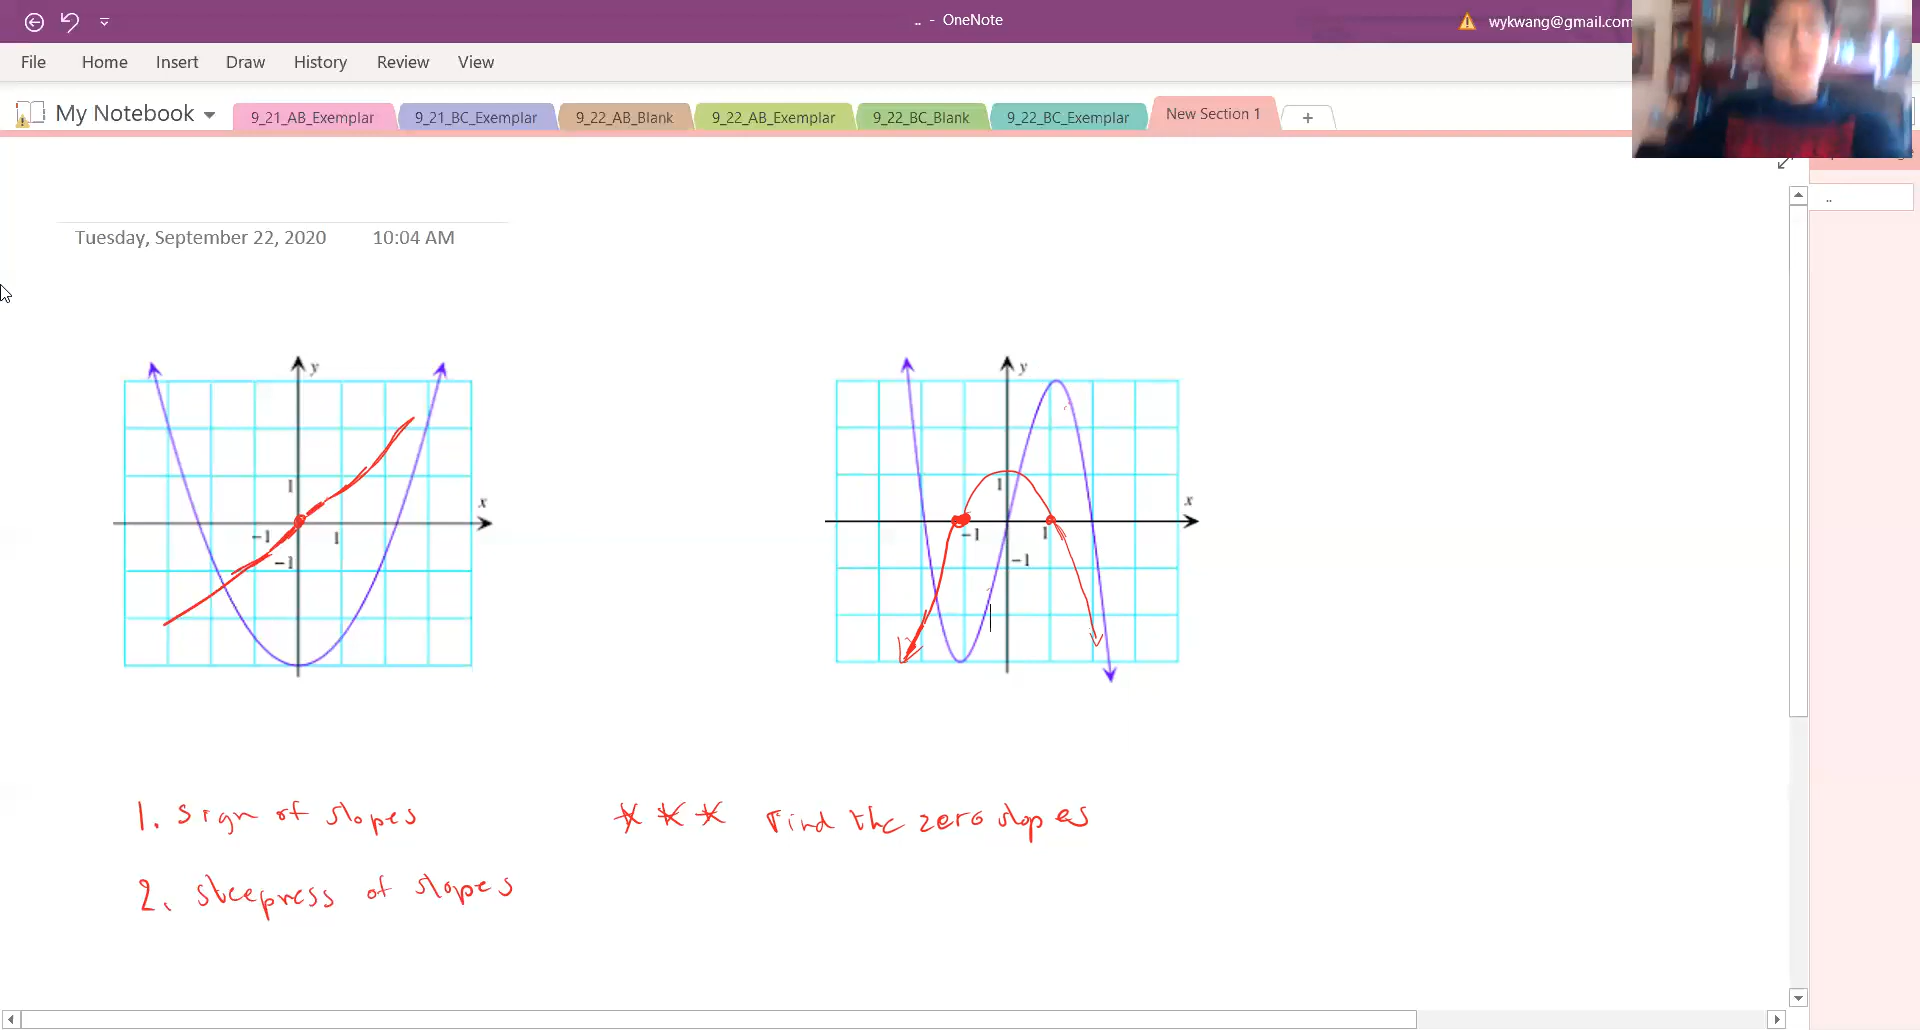 .. - OneNote
wykwang@gmail.com
File Home Insert Draw History Review View
My Notebook 9_21_AB_Exemplar 9_21_BC_Exemplar 9_22_AB_Blank 9_22_AB_Exemplar 9_22_BC_Blank 9_22_BC_Exemplar New Section 1 +
..
Tuesday, September 22, 2020 10:04 AM
y
1
x
-1 1
-1
y
1
x
-1 1
-1
1. sign of slopes
*** Find the zero slopes
2. steepness of slopes